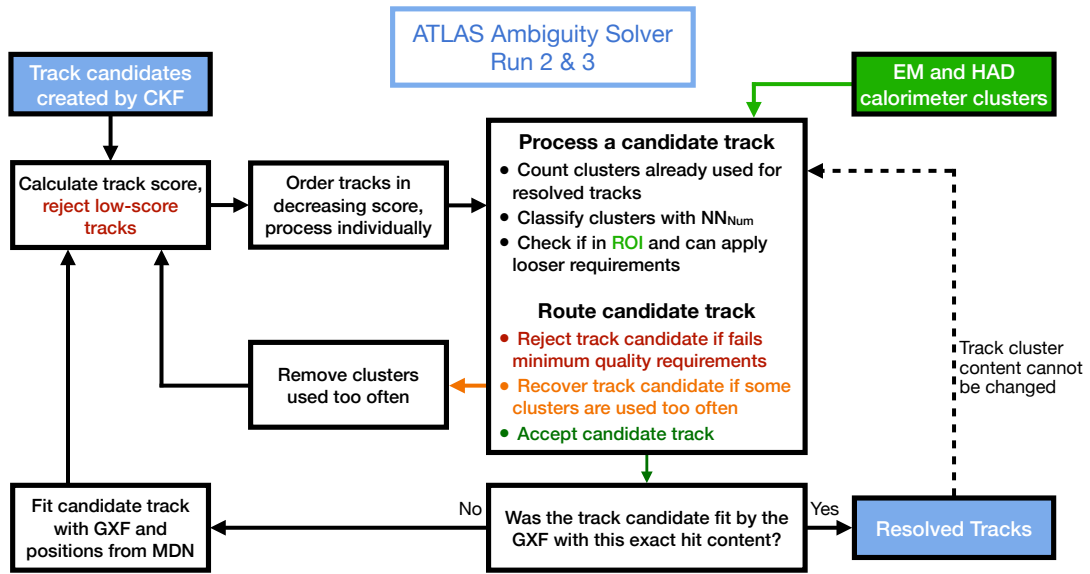 ATLAS Ambiguity Solver
Run 2 & 3
Track candidates
created by CKF
EM and HAD
calorimeter clusters
Calculate track score,
reject low-score
tracks
Order tracks in
decreasing score,
process individually
Process a candidate track
• Count clusters already used for
resolved tracks
• Classify clusters with NNNum
• Check if in ROI and can apply
looser requirements
Route candidate track
• Reject track candidate if fails
minimum quality requirements
• Recover track candidate if some
clusters are used too often
• Accept candidate track
Remove clusters
used too often
Track cluster
content cannot
be changed
Fit candidate track
with GXF and
positions from MDN
No
Was the track candidate fit by the
GXF with this exact hit content?
Yes
Resolved Tracks